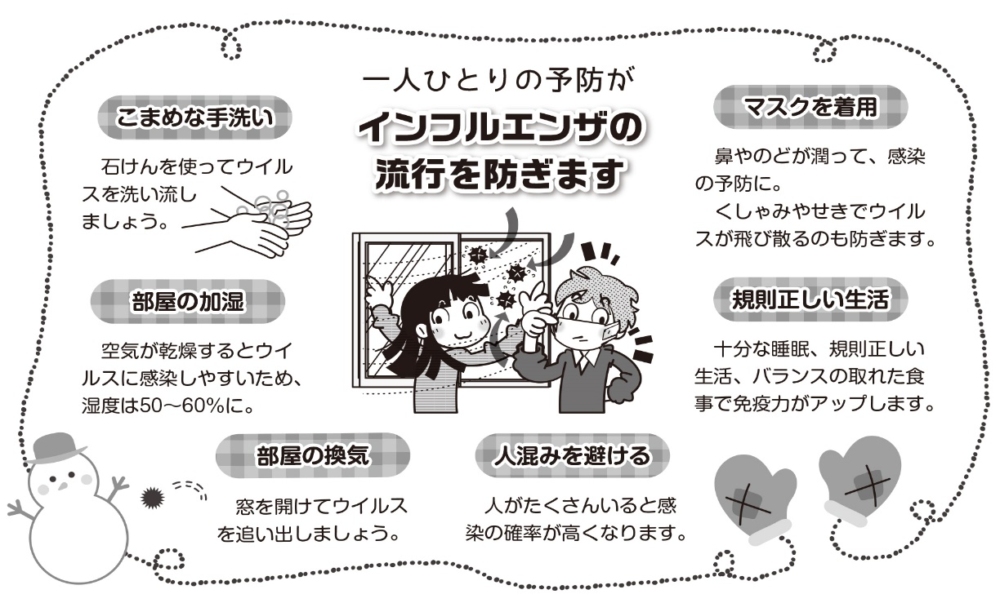 一人ひとりの予防が
インフルエンザの
流行を防ぎます
こまめな手洗い
石けんを使ってウイル
スを洗い流し
ましょう。
部屋の加湿
空気が乾燥するとウイ
ルスに感染しやすいため、
湿度は50～60%に。
部屋の換気
窓を開けてウイルス
を追い出しましょう。
人混みを避ける
人がたくさんいると感
染の確率が高くなります。
マスクを着用
鼻やのどが潤って、感染
の予防に。
くしゃみやせきでウイル
スが飛び散るのも防ぎます。
規則正しい生活
十分な睡眠、規則正しい
生活、バランスの取れた食
事で免疫力がアップします。